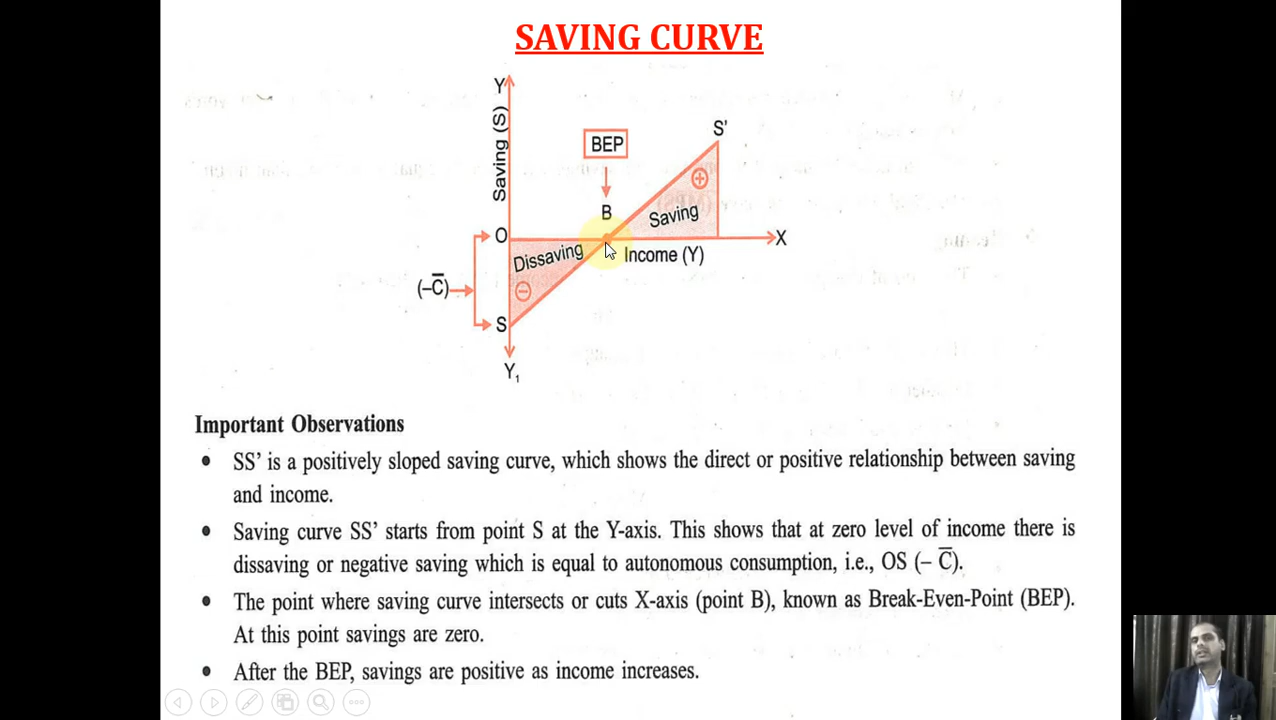 SAVING CURVE
Y
Saving (S)
S'
BEP
B
Saving
O
X
Dissaving
Income (Y)
(–C̅)
S
Y₁
Important Observations
• SS' is a positively sloped saving curve, which shows the direct or positive relationship between saving
and income.
• Saving curve SS' starts from point S at the Y-axis. This shows that at zero level of income there is
dissaving or negative saving which is equal to autonomous consumption, i.e., OS (– C̅).
• The point where saving curve intersects or cuts X-axis (point B), known as Break-Even-Point (BEP).
At this point savings are zero.
• After the BEP, savings are positive as income increases.